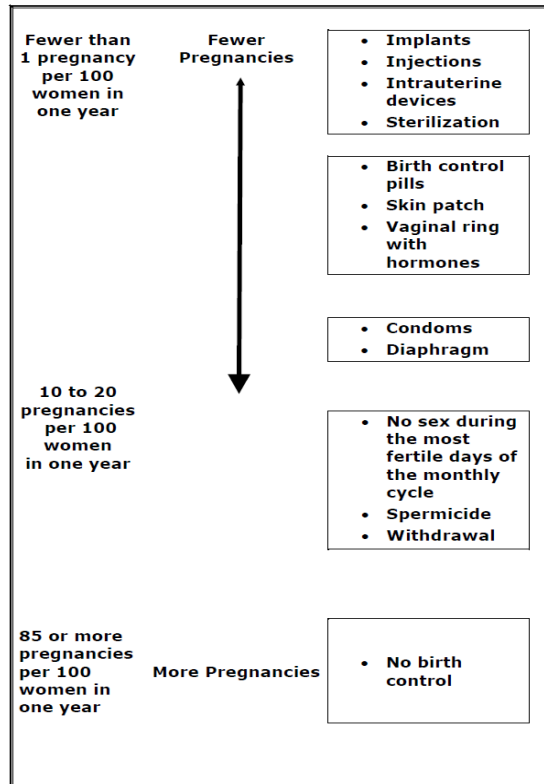 Fewer than
1 pregnancy
per 100
women in
one year
Fewer
Pregnancies
• Implants
• Injections
• Intrauterine
devices
• Sterilization
• Birth control
pills
• Skin patch
• Vaginal ring
with
hormones
• Condoms
• Diaphragm
10 to 20
pregnancies
per 100
women
in one year
• No sex during
the most
fertile days of
the monthly
cycle
• Spermicide
• Withdrawal
85 or more
pregnancies
per 100
women in
one year
More Pregnancies
• No birth
control